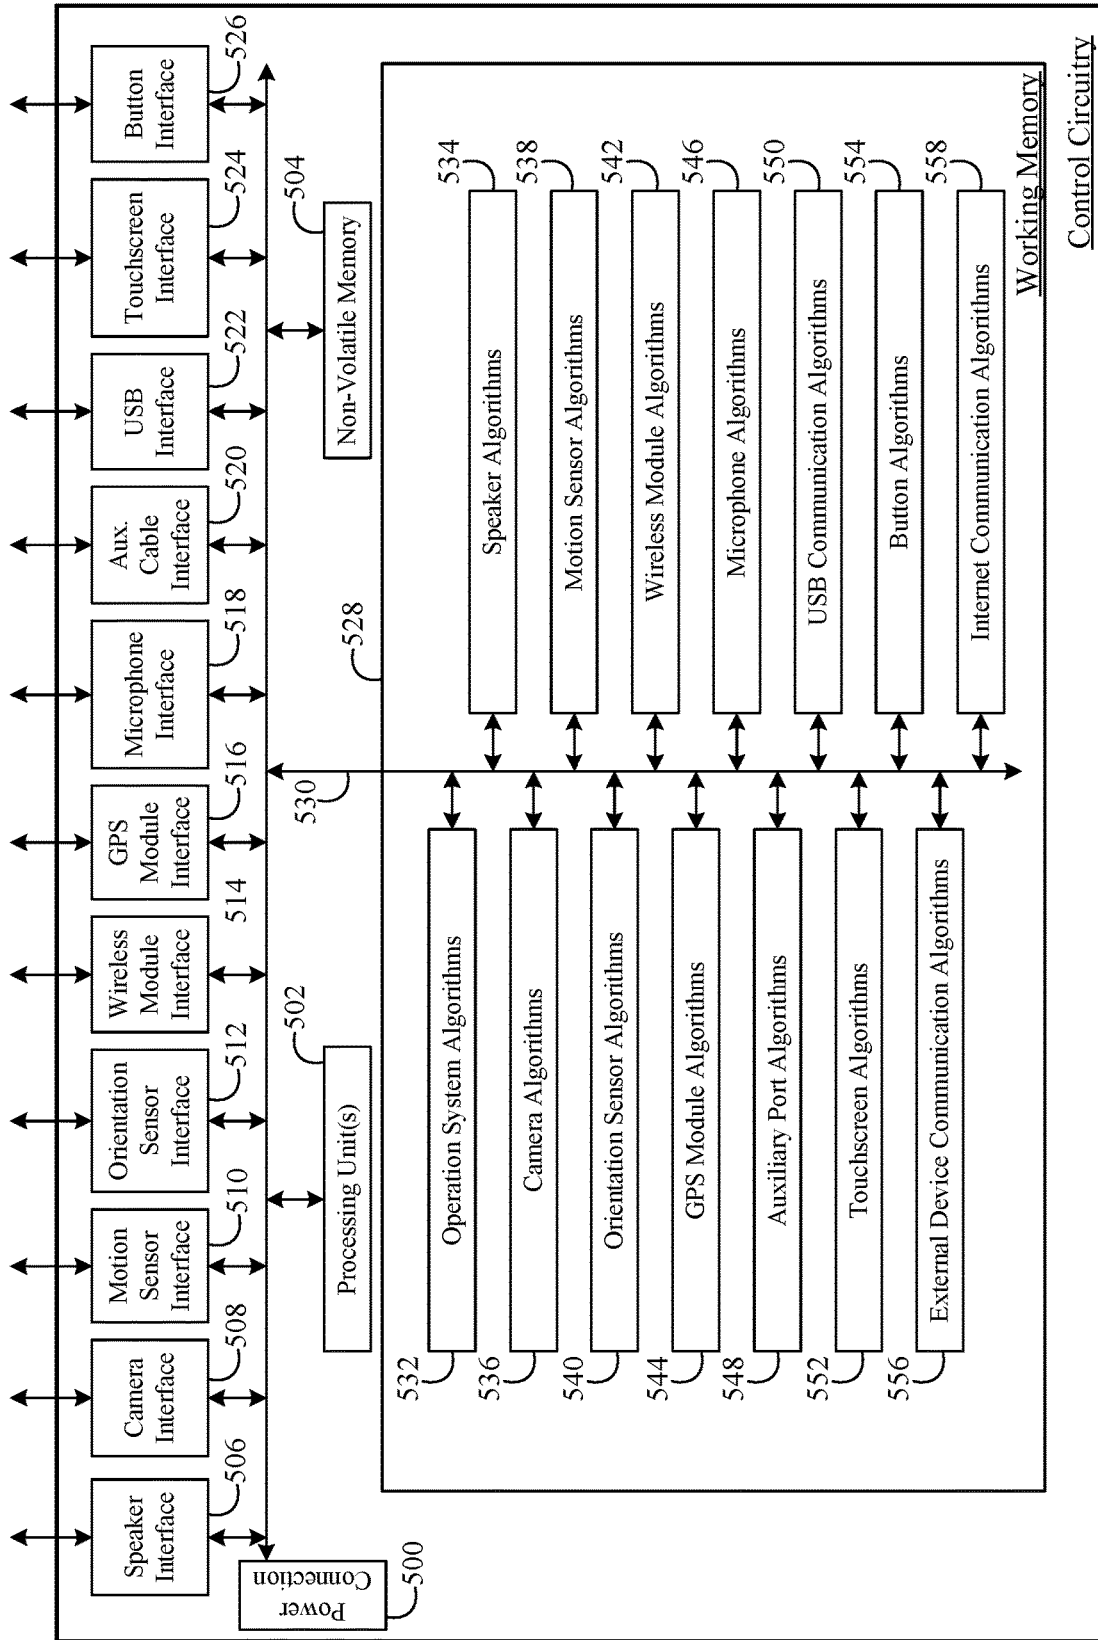 Speaker
Interface
506
Camera
Interface
508
Motion
Sensor
Interface
510
Orientation
Sensor
Interface
512
Wireless
Module
Interface
514
GPS
Module
Interface
516
Microphone
Interface
518
Aux.
Cable
Interface
520
USB
Interface
522
Touchscreen
Interface
524
Button
Interface
526
Power
Connection
500
Processing Unit(s)
502
Non-Volatile Memory
504
528
530
532
Operation System Algorithms
Speaker Algorithms
534
536
Camera Algorithms
Motion Sensor Algorithms
538
540
Orientation Sensor Algorithms
Wireless Module Algorithms
542
544
GPS Module Algorithms
Microphone Algorithms
546
548
Auxiliary Port Algorithms
USB Communication Algorithms
550
552
Touchscreen Algorithms
Button Algorithms
554
556
External Device Communication Algorithms
Internet Communication Algorithms
558
Working Memory
Control Circuitry